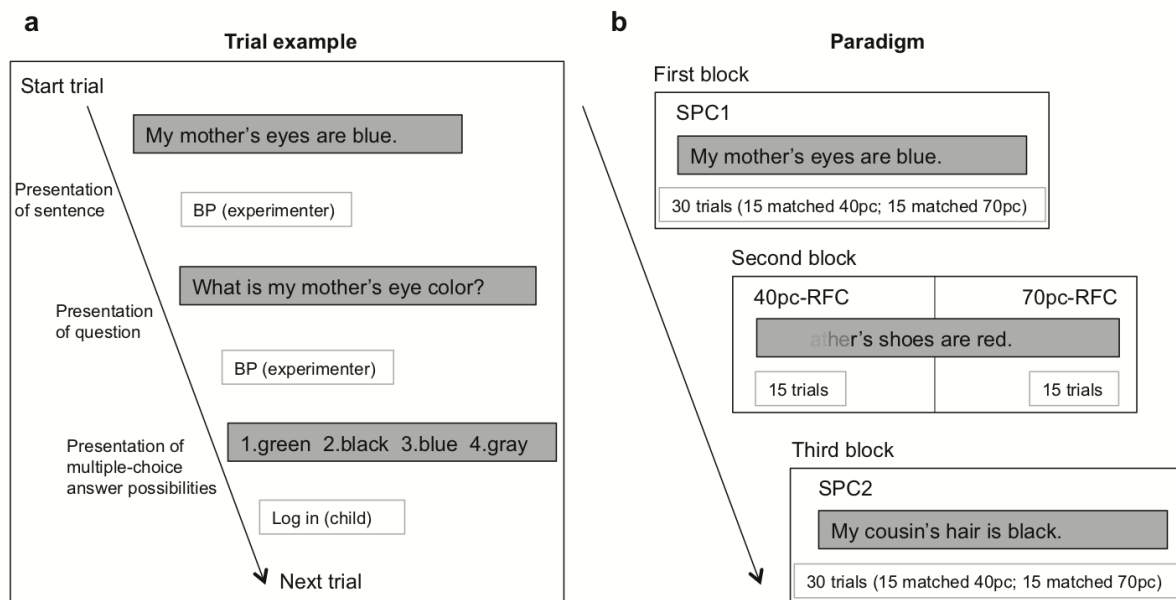 a
Trial example
Start trial
My mother's eyes are blue.
Presentation
of sentence
BP (experimenter)
What is my mother's eye color?
Presentation
of question
BP (experimenter)
1.green 2.black 3.blue 4.gray
Presentation of
multiple-choice
answer possibilities
Log in (child)
Next trial
b
Paradigm
First block
SPC1
My mother's eyes are blue.
30 trials (15 matched 40pc; 15 matched 70pc)
Second block
40pc-RFC
70pc-RFC
ather's shoes are red.
15 trials
15 trials
Third block
SPC2
My cousin's hair is black.
30 trials (15 matched 40pc; 15 matched 70pc)